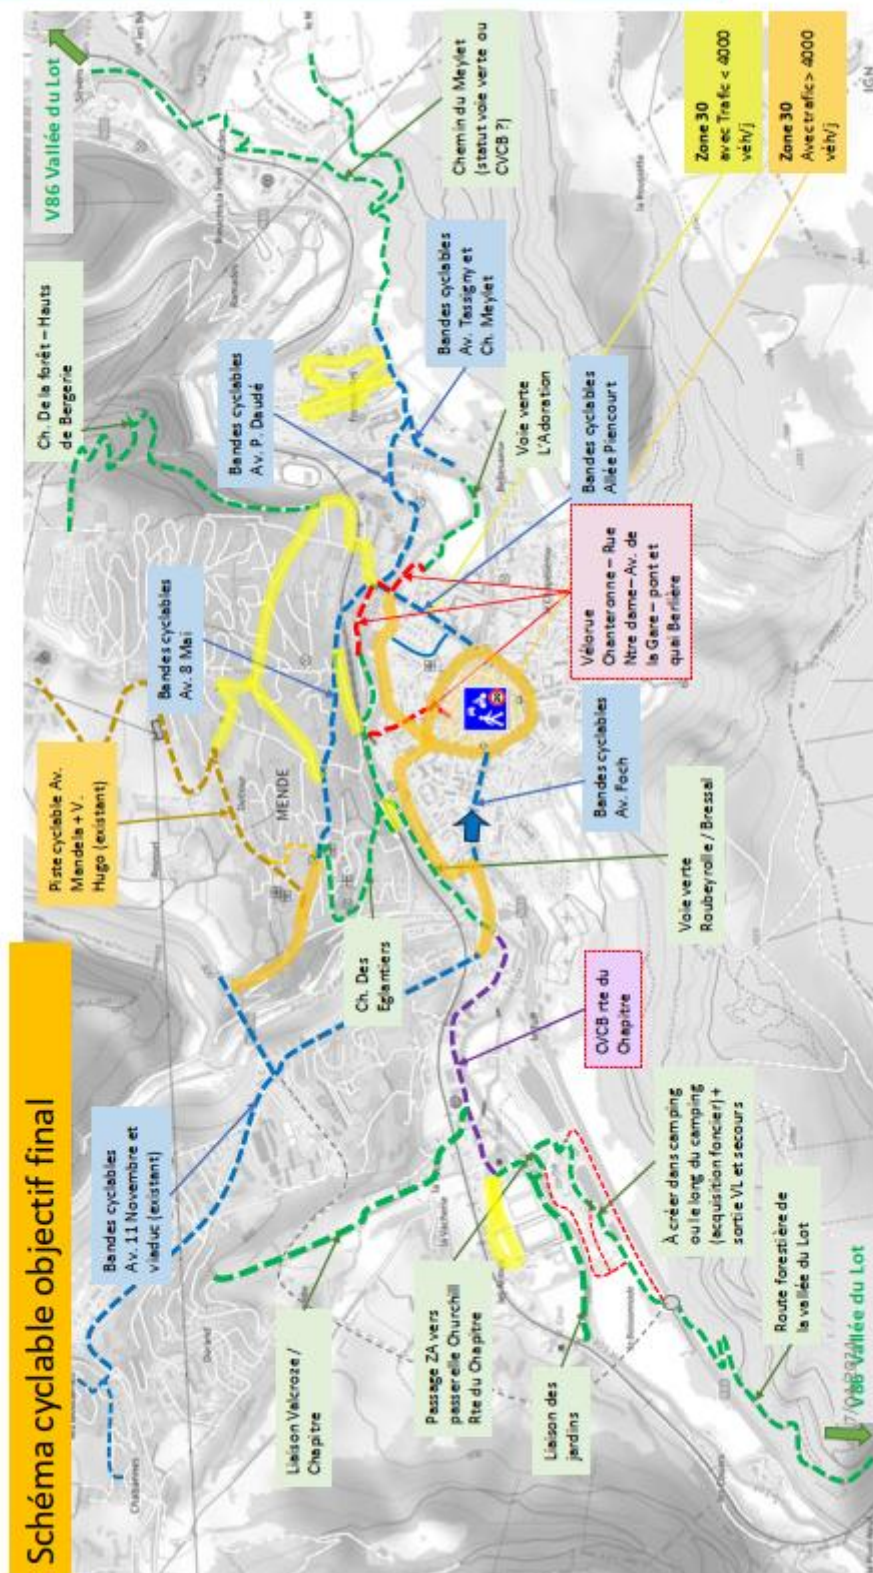 Schéma cyclable objectif final
V86 Vallée du Lot
Ch. De la forêt – Hauts
de Bergerie
Chemin du Meylet
(statut voie verte ou
CVCB ?)
Piste cyclable Av.
Mandela + V.
Hugo (existant)
Bandes cyclables
Av. 8 Mai
Bandes cyclables
Av. P. Daudé
Bandes cyclables
Av. Tassigny et
Ch. Meylet
Bandes cyclables
Av. 11 Novembre et
viaduc (existant)
MENDE
Ch. Des
Eglantiers
Voie verte
L'Adoration
Bandes cyclables
Allée Piencourt
Zone 30
avec Trafic < 4000
véh/j
Zone 30
Avec trafic > 4000
véh/j
Liaison Valcroze /
Chapitre
Vélorue
Chanteronne – Rue
Ntre dame – Av. de
la Gare – pont et
quai Berlière
Bandes cyclables
Av. Foch
Passage ZA vers
passerelle Churchill
Rte du Chapitre
CVCB rte du
Chapitre
Voie verte
Roubeyrolle / Bressal
Liaison des
jardins
À créer dans camping
ou le long du camping
(acquisition foncier) +
sortie VL et secours
Route forestière de
la vallée du Lot
V86 Vallée du Lot
Chabannes
la Vacherie
IGN